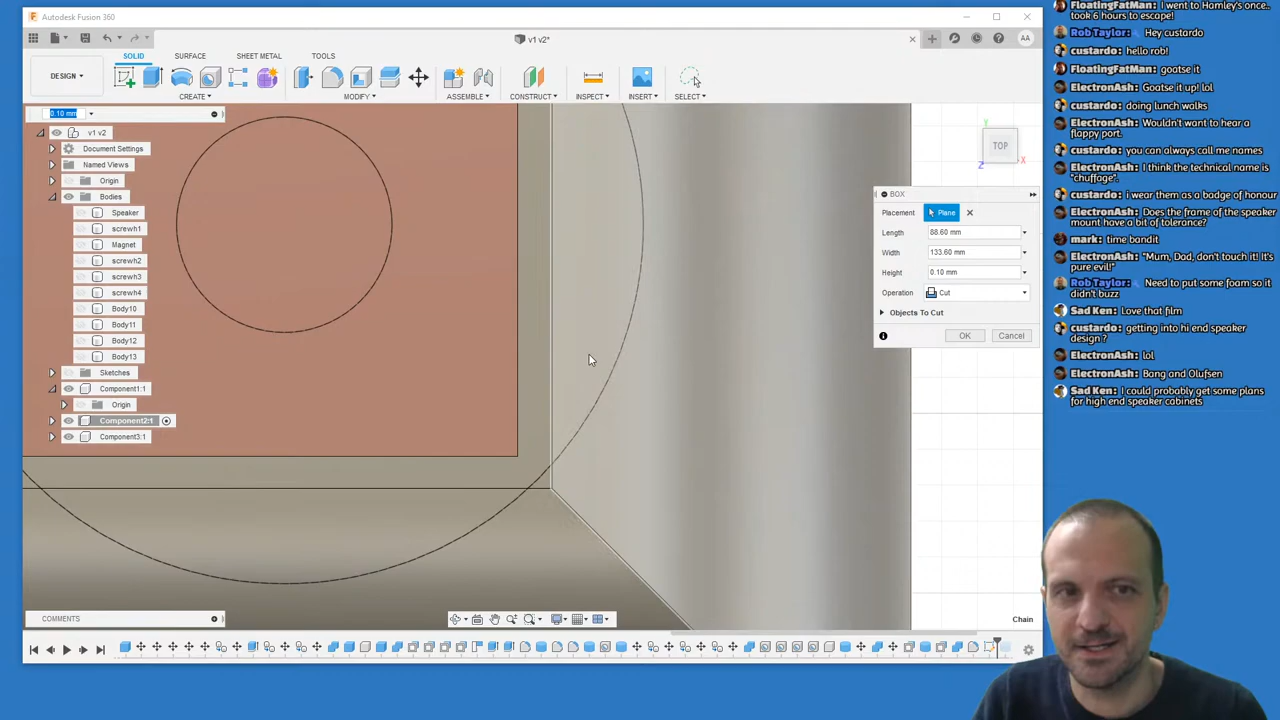 Autodesk Fusion 360
v1 v2*
AA
SOLID
SURFACE
SHEET METAL
TOOLS
DESIGN
CREATE
MODIFY
ASSEMBLE
CONSTRUCT
INSPECT
INSERT
SELECT
0.10 mm
v1 v2
Document Settings
Named Views
Origin
Bodies
Speaker
screwh1
Magnet
screwh2
screwh3
screwh4
Body10
Body11
Body12
Body13
Sketches
Component1:1
Origin
Component2:1
Component3:1
COMMENTS
TOP
X
Y
Z
BOX
Placement Plane
Length 88.60 mm
Width 133.60 mm
Height 0.10 mm
Operation Cut
Objects To Cut
OK Cancel
Chain
FloatingFatMan: I went to Hamley's once..
took 6 hours to escape!
Rob Taylor: Hey custardo
custardo: hello rob!
FloatingFatMan: goatse it
ElectronAsh: Goatse it up! lol
custardo: doing lunch walks
ElectronAsh: Wouldn't want to hear a
flappy port.
custardo: you can always call me names
ElectronAsh: I think the technical name is
"chuffage".
custardo: i wear them as a badge of honour
ElectronAsh: Does the frame of the speaker
mount have a bit of tolerance?
mark: time bandit
ElectronAsh: "Mum, Dad, don't touch it! It's
pure evil!"
Rob Taylor: Need to put some foam so it
didn't buzz
Sad Ken: Love that film
custardo: getting into hi end speaker
design ?
ElectronAsh: lol
ElectronAsh: Bang and Olufsen
Sad Ken: I could probably get some plans
for high end speaker cabinets